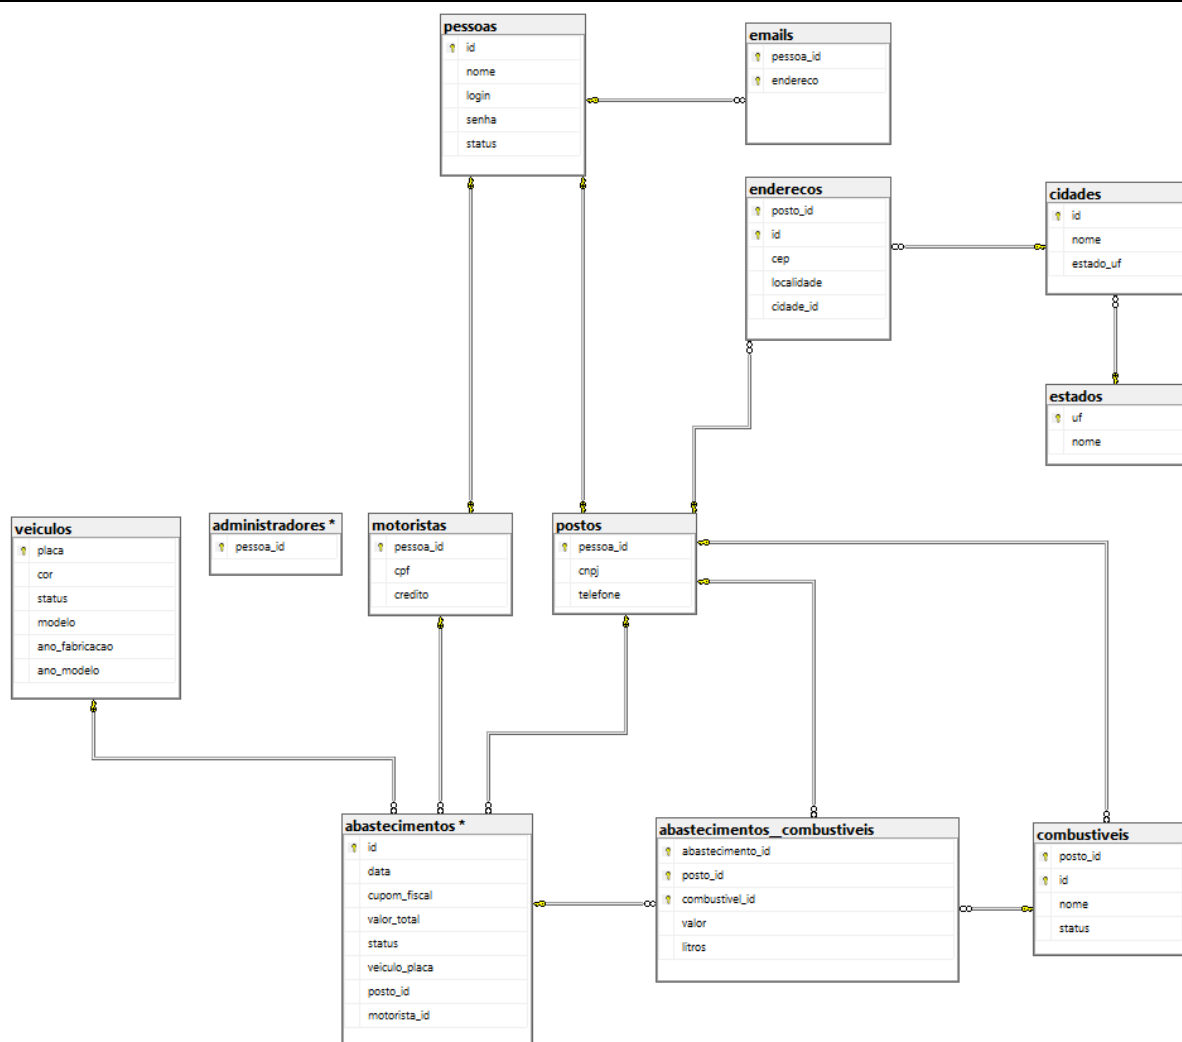 pessoas
id
nome
login
senha
status
emails
pessoa_id
endereco
enderecos
posto_id
id
cep
localidade
cidade_id
cidades
id
nome
estado_uf
estados
uf
nome
veiculos
placa
cor
status
modelo
ano_fabricacao
ano_modelo
administradores *
pessoa_id
motoristas
pessoa_id
cpf
credito
postos
pessoa_id
cnpj
telefone
abastecimentos *
id
data
cupom_fiscal
valor_total
status
veiculo_placa
posto_id
motorista_id
abastecimentos__combustiveis
abastecimento_id
posto_id
combustivel_id
valor
litros
combustiveis
posto_id
id
nome
status